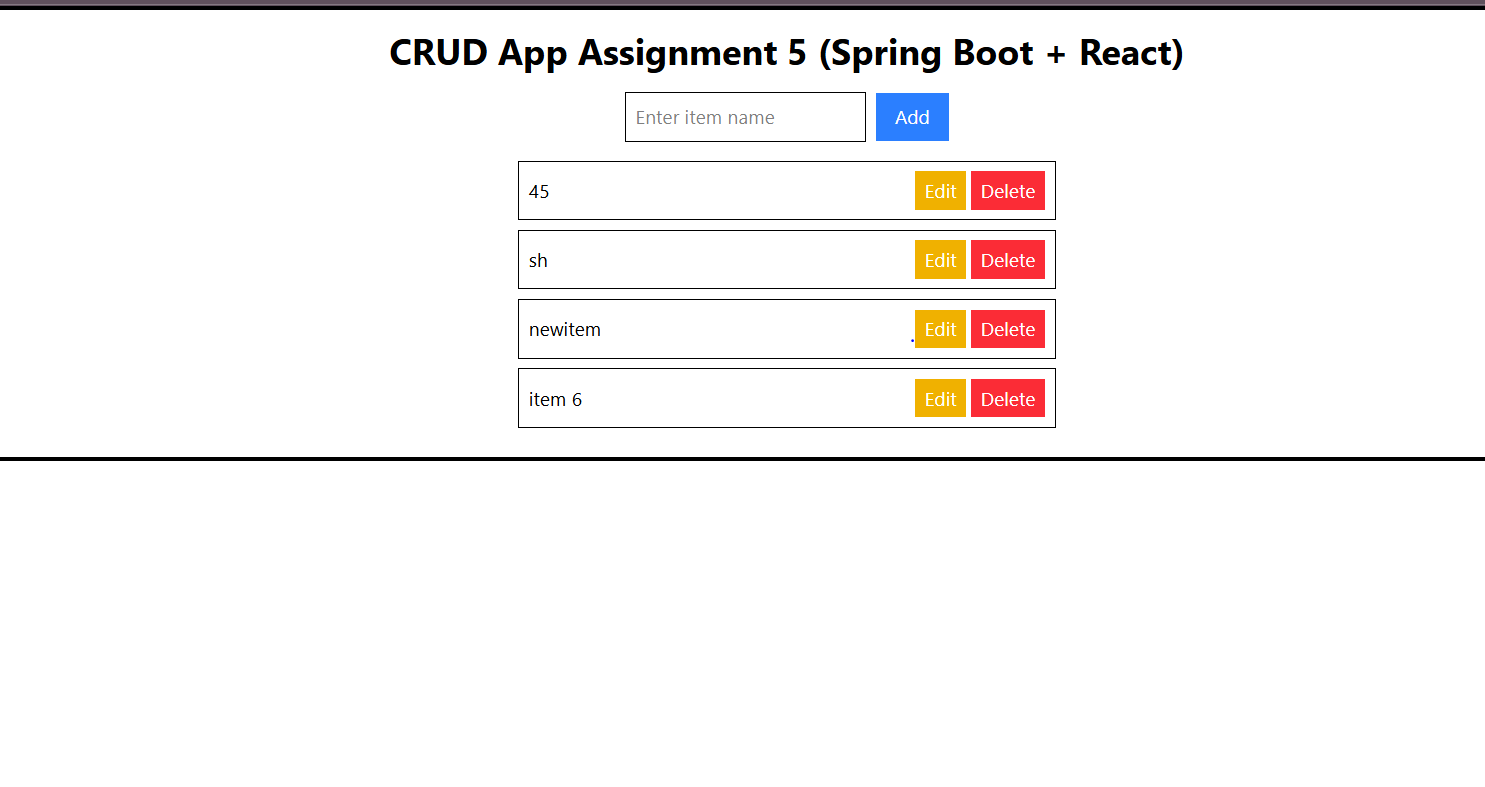 CRUD App Assignment 5 (Spring Boot + React)
Enter item name Add
45 Edit Delete
sh Edit Delete
newitem . Edit Delete
item 6 Edit Delete